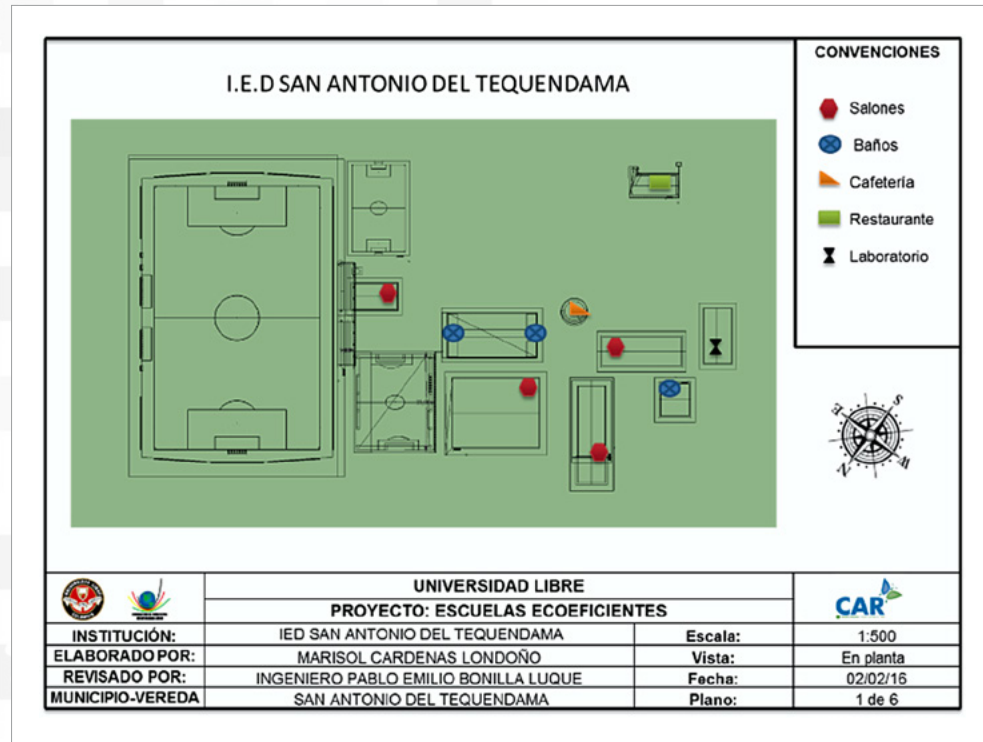 I.E.D SAN ANTONIO DEL TEQUENDAMA
CONVENCIONES
Salones
Baños
Cafetería
Restaurante
Laboratorio
S
E
W
N
UNIVERSIDAD LIBRE
PROYECTO: ESCUELAS ECOEFICIENTES
CAR
INSTITUCIÓN: IED SAN ANTONIO DEL TEQUENDAMA Escala: 1:500
ELABORADO POR: MARISOL CARDENAS LONDOÑO Vista: En planta
REVISADO POR: INGENIERO PABLO EMILIO BONILLA LUQUE Fecha: 02/02/16
MUNICIPIO-VEREDA SAN ANTONIO DEL TEQUENDAMA Plano: 1 de 6